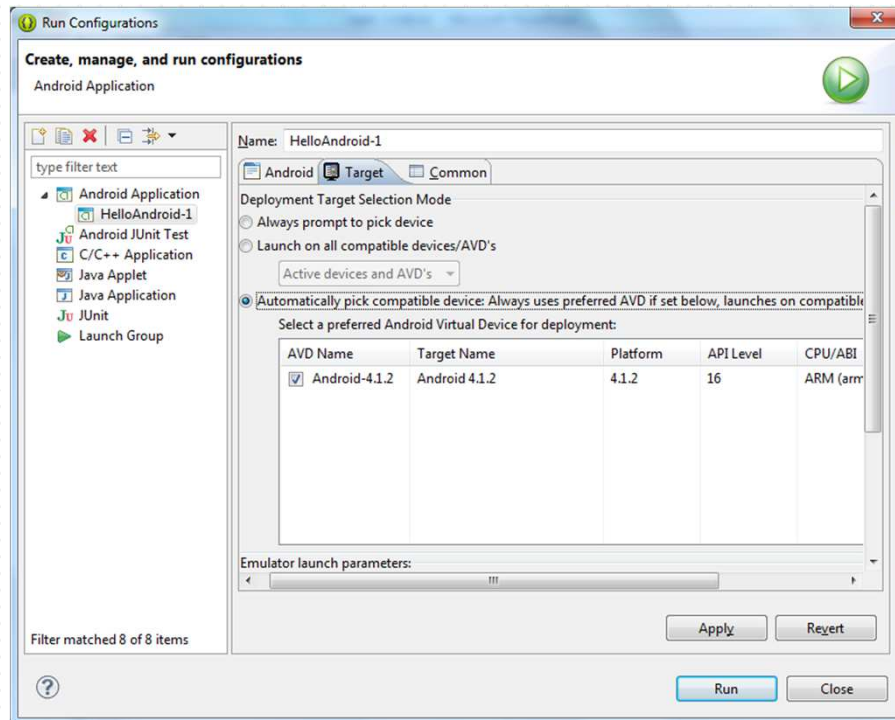 Run Configurations
Create, manage, and run configurations
Android Application
type filter text
Android Application
HelloAndroid-1
Android JUnit Test
C/C++ Application
Java Applet
Java Application
JUnit
Launch Group
Filter matched 8 of 8 items
Name: HelloAndroid-1
Android Target Common
Deployment Target Selection Mode
Always prompt to pick device
Launch on all compatible devices/AVD's
Active devices and AVD's
Automatically pick compatible device: Always uses preferred AVD if set below, launches on compatible
Select a preferred Android Virtual Device for deployment:
AVD Name Target Name Platform API Level CPU/ABI
Android-4.1.2 Android 4.1.2 4.1.2 16 ARM (arm
Emulator launch parameters:
Apply Revert
Run Close